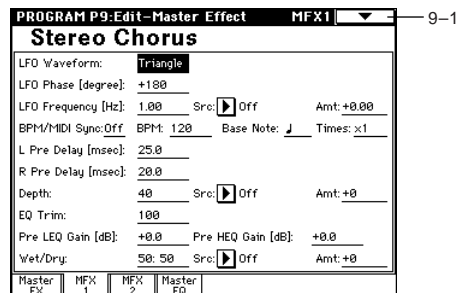 PROGRAM P9:Edit-Master Effect MFX1
9–1
Stereo Chorus
LFO Waveform: Triangle
LFO Phase [degree]: +180
LFO Frequency [Hz]: 1.00 Src: Off Amt: +0.00
BPM/MIDI Sync: Off BPM: 120 Base Note: ♩ Times: x1
L Pre Delay [msec]: 25.0
R Pre Delay [msec]: 20.0
Depth: 40 Src: Off Amt: +0
EQ Trim: 100
Pre LEQ Gain [dB]: +0.0 Pre HEQ Gain [dB]: +0.0
Wet/Dry: 50: 50 Src: Off Amt: +0
Master FX MFX 1 MFX 2 Master EQ